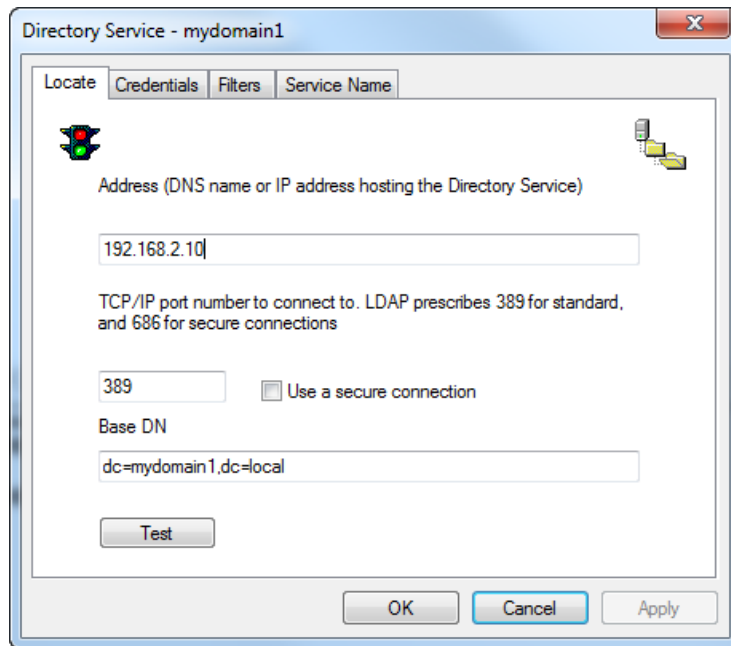 Directory Service - mydomain1
Locate Credentials Filters Service Name
Address (DNS name or IP address hosting the Directory Service)
192.168.2.10
TCP/IP port number to connect to. LDAP prescribes 389 for standard,
and 686 for secure connections
389 Use a secure connection
Base DN
dc=mydomain1,dc=local
Test
OK Cancel Apply